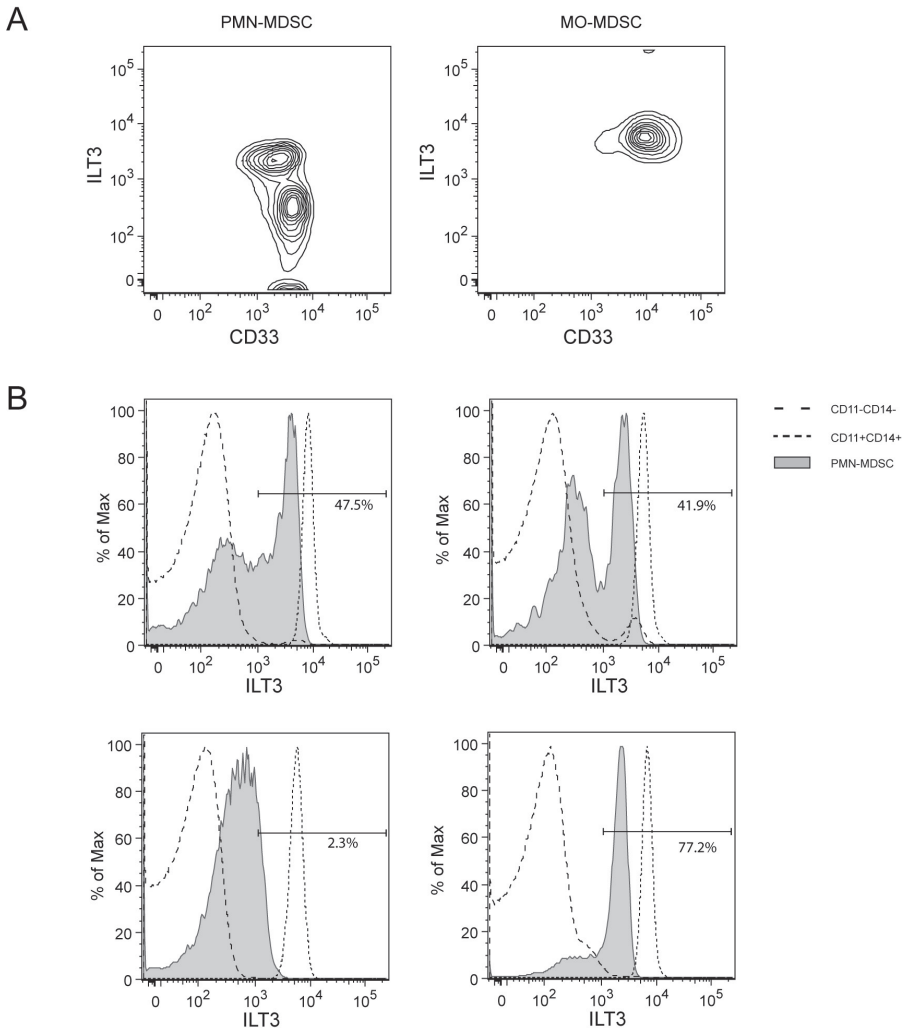 A
PMN-MDSC
MO-MDSC
10^5
10^4
10^3
10^2
0
ILT3
0 10^2 10^3 10^4 10^5
CD33
10^5
10^4
10^3
10^2
0
ILT3
0 10^2 10^3 10^4 10^5
CD33
B
100
80
60
40
20
0
% of Max
47.5%
0 10^2 10^3 10^4 10^5
ILT3
100
80
60
40
20
0
% of Max
41.9%
0 10^2 10^3 10^4 10^5
ILT3
CD11-CD14-
CD11+CD14+
PMN-MDSC
100
80
60
40
20
0
% of Max
2.3%
0 10^2 10^3 10^4 10^5
ILT3
100
80
60
40
20
0
% of Max
77.2%
0 10^2 10^3 10^4 10^5
ILT3